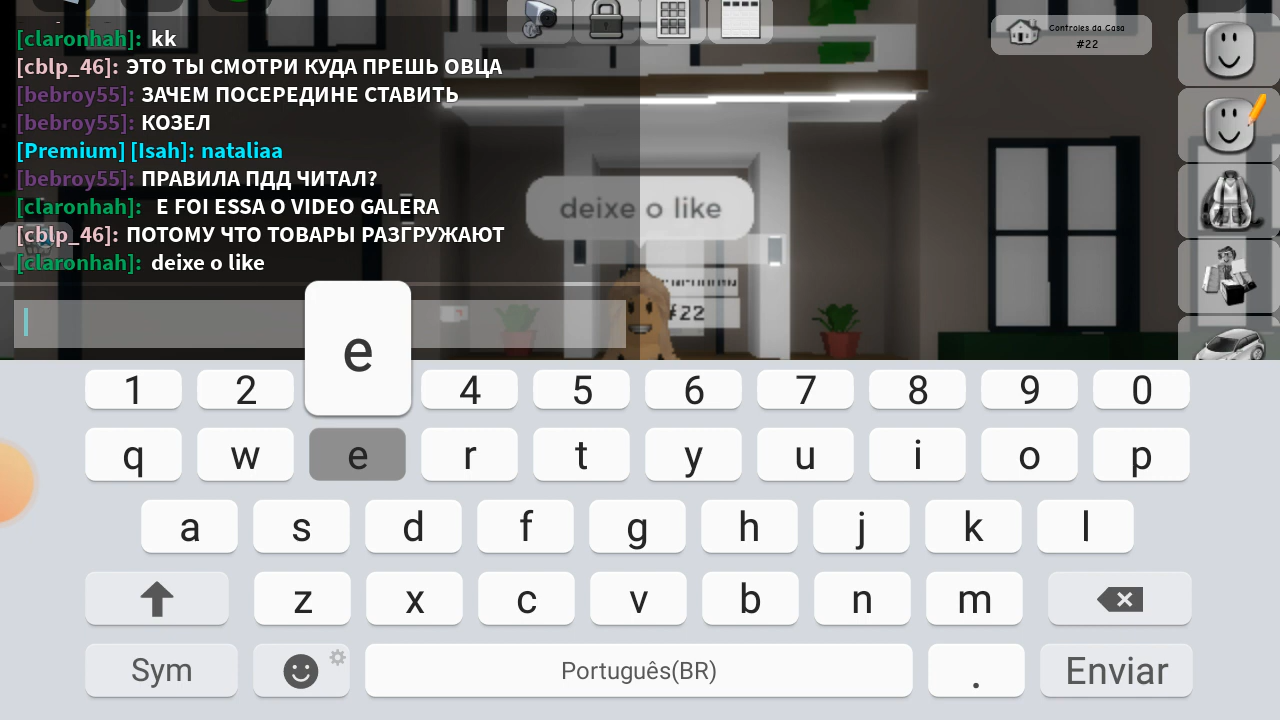 [claronhah]: kk
[cblp_46]: ЭТО ТЫ СМОТРИ КУДА ПРЕШЬ ОВЦА
[bebroy55]: ЗАЧЕМ ПОСЕРЕДИНЕ СТАВИТЬ
[bebroy55]: КОЗЕЛ
[Premium] [Isah]: nataliaa
[bebroy55]: ПРАВИЛА ПДД ЧИТАЛ?
[claronhah]: E FOI ESSA O VIDEO GALERA
[cblp_46]: ПОТОМУ ЧТО ТОВАРЫ РАЗГРУЖАЮТ
[claronhah]: deixe o like
Controles da Casa
#22
deixe o like
#22
e
1 2 4 5 6 7 8 9 0
q w e r t y u i o p
a s d f g h j k l
z x c v b n m
Sym Português(BR) . Enviar